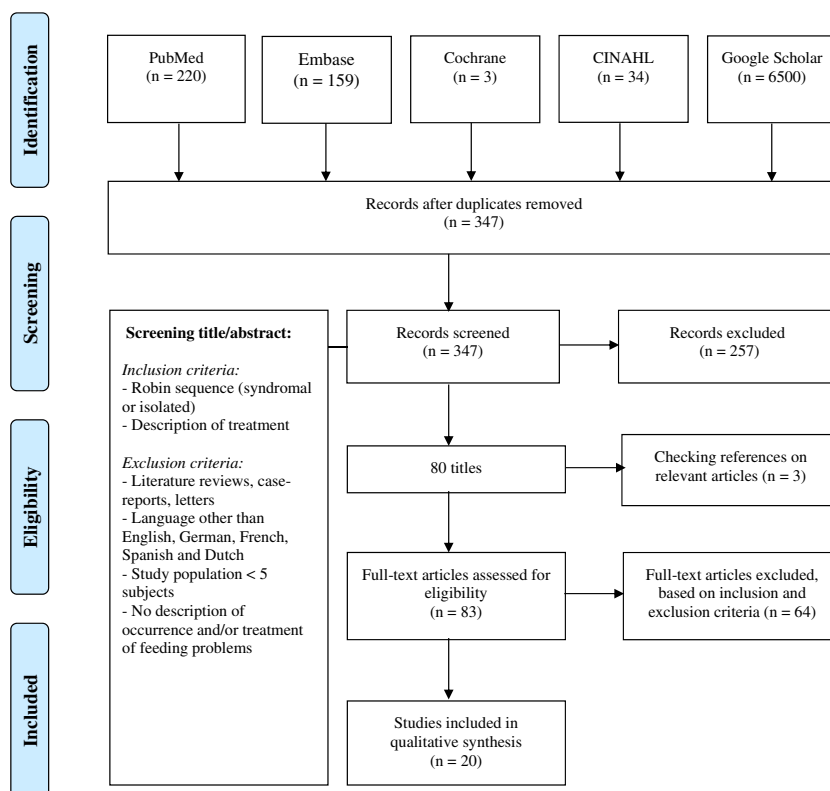 Identification
PubMed
(n = 220)
Embase
(n = 159)
Cochrane
(n = 3)
CINAHL
(n = 34)
Google Scholar
(n = 6500)
Records after duplicates removed
(n = 347)
Screening
Screening title/abstract:
Inclusion criteria:
- Robin sequence (syndromal
or isolated)
- Description of treatment
Exclusion criteria:
- Literature reviews, case-
reports, letters
- Language other than
English, German, French,
Spanish and Dutch
- Study population < 5
subjects
- No description of
occurrence and/or treatment
of feeding problems
Records screened
(n = 347)
Records excluded
(n = 257)
Eligibility
80 titles
Checking references on
relevant articles (n = 3)
Full-text articles assessed for
eligibility
(n = 83)
Full-text articles excluded,
based on inclusion and
exclusion criteria (n = 64)
Included
Studies included in
qualitative synthesis
(n = 20)